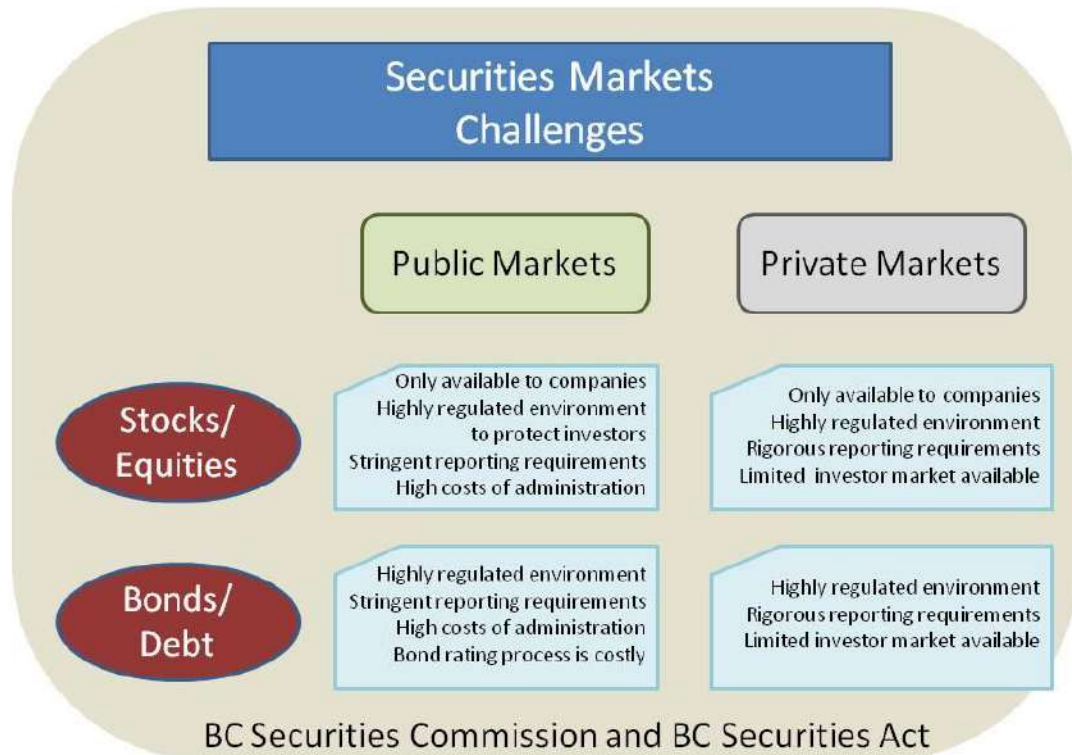 Securities Markets
Challenges
Public Markets
Private Markets
Stocks/
Equities
Only available to companies
Highly regulated environment
to protect investors
Stringent reporting requirements
High costs of administration
Only available to companies
Highly regulated environment
Rigorous reporting requirements
Limited investor market available
Bonds/
Debt
Highly regulated environment
Stringent reporting requirements
High costs of administration
Bond rating process is costly
Highly regulated environment
Rigorous reporting requirements
Limited investor market available
BC Securities Commission and BC Securities Act